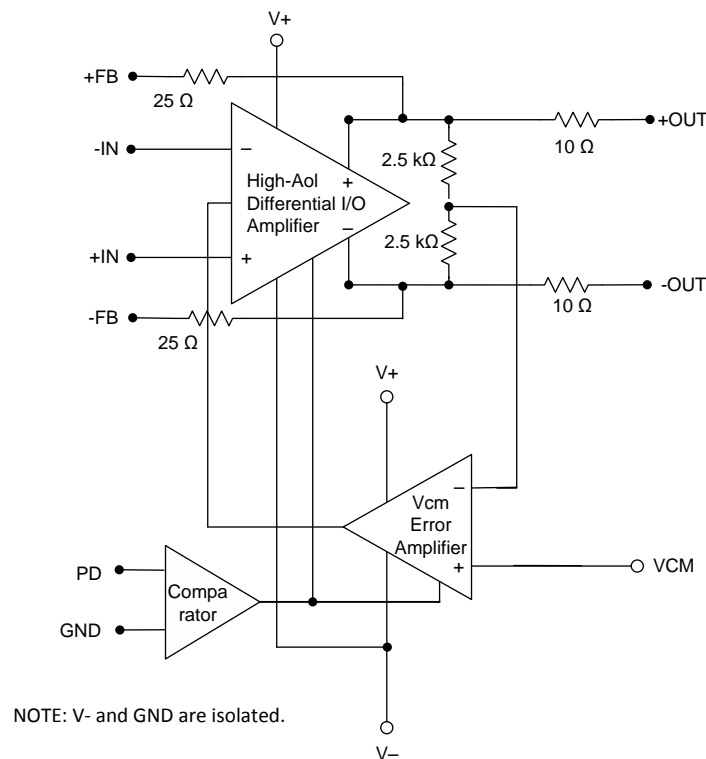 V+
+FB
25 Ω
-IN
−
High-Aol
Differential I/O
Amplifier
+
−
+IN
+
-FB
25 Ω
2.5 kΩ
2.5 kΩ
10 Ω
+OUT
10 Ω
-OUT
V+
−
Vcm
Error
Amplifier
+
VCM
PD
GND
Compa
rator
NOTE: V- and GND are isolated.
V–